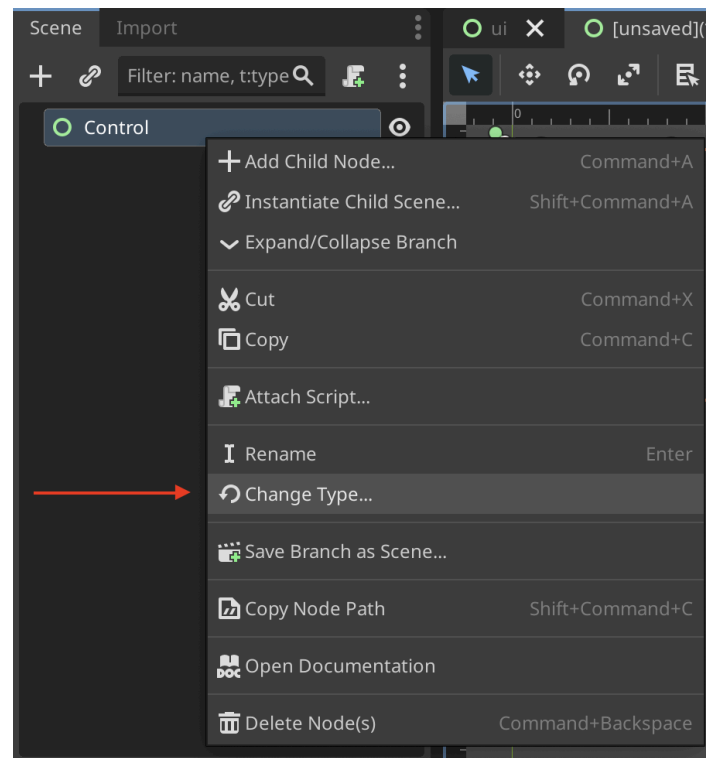 Scene Import
ui [unsaved](
Filter: name, t:type
0
Control
Add Child Node... Command+A
Instantiate Child Scene... Shift+Command+A
Expand/Collapse Branch
Cut Command+X
Copy Command+C
Attach Script...
Rename Enter
Change Type...
Save Branch as Scene...
Copy Node Path Shift+Command+C
DOC Open Documentation
Delete Node(s) Command+Backspace